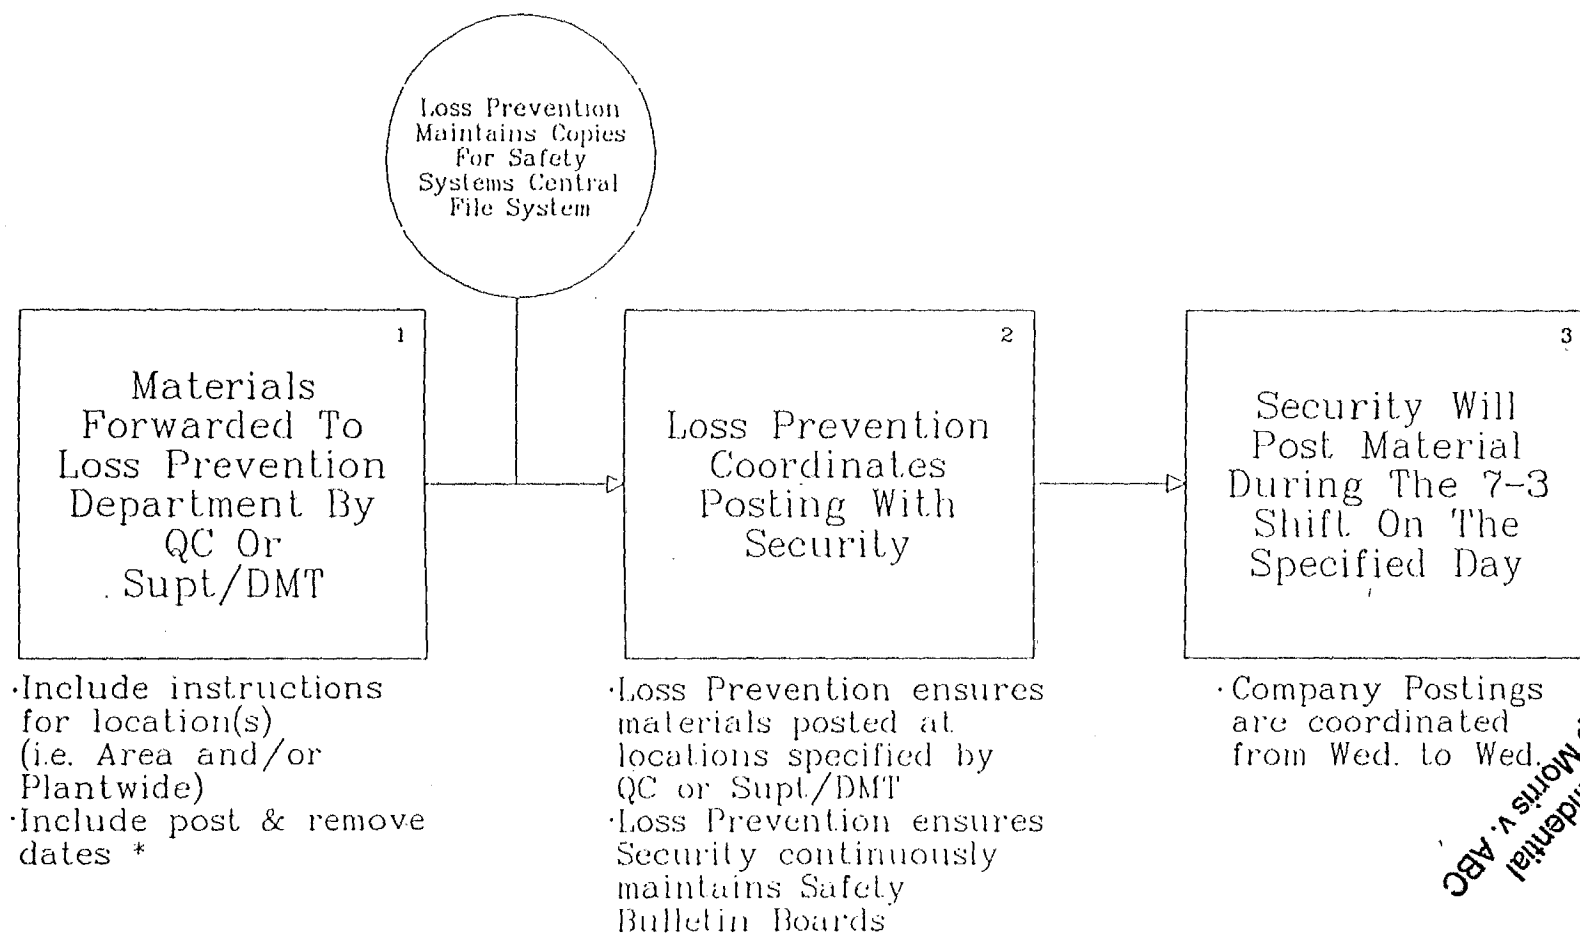 Loss Prevention
Maintains Copies
For Safety
Systems Central
File System
1
Materials
Forwarded To
Loss Prevention
Department By
QC Or
Supt/DMT
2
Loss Prevention
Coordinates
Posting With
Security
3
Security Will
Post Material
During The 7-3
Shift On The
Specified Day
·Include instructions
for location(s)
(i.e. Area and/or
Plantwide)
·Include post & remove
dates *
·Loss Prevention ensures
materials posted at
locations specified by
QC or Supt/DMT
·Loss Prevention ensures
Security continuously
maintains Safety
Bulletin Boards
·Company Postings
are coordinated
from Wed. to Wed.
Morris v. ABC